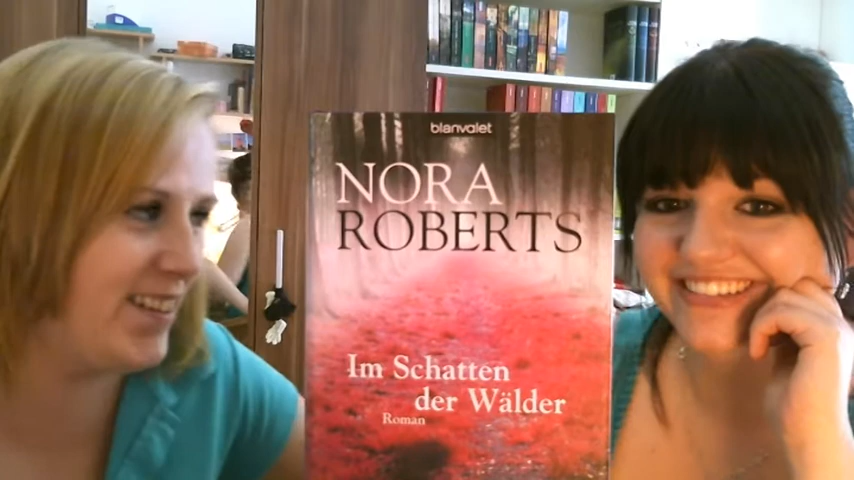 blanvalet
NORA
ROBERTS
Im Schatten
der Wälder
Roman